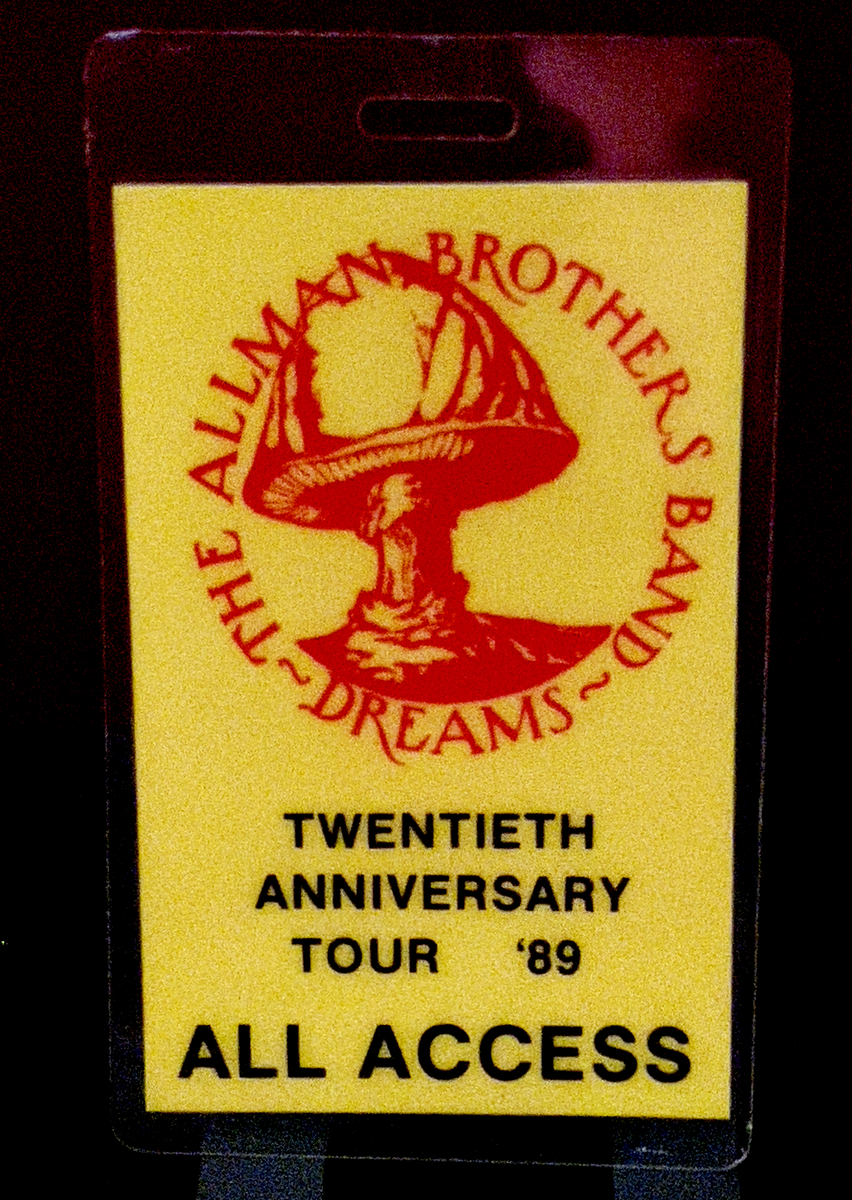 THE ALLMAN BROTHERS BAND
~DREAMS~
TWENTIETH
ANNIVERSARY
TOUR '89
ALL ACCESS